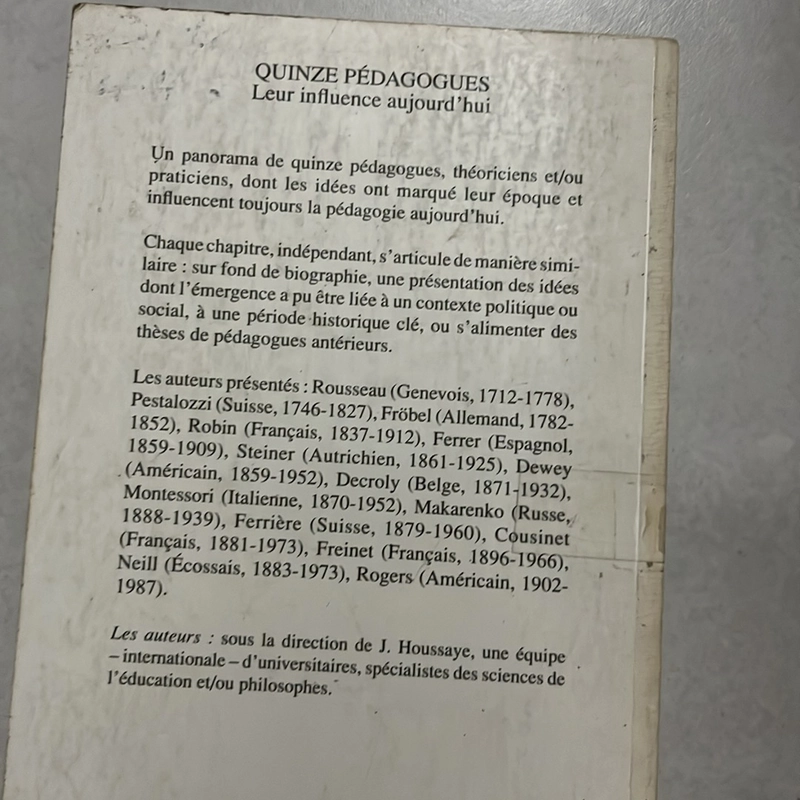 QUINZE PÉDAGOGUES
Leur influence aujourd'hui
Un panorama de quinze pédagogues, théoriciens et/ou
praticiens, dont les idées ont marqué leur époque et
influencent toujours la pédagogie aujourd'hui.
Chaque chapitre, indépendant, s'articule de manière simi-
laire : sur fond de biographie, une présentation des idées
dont l'émergence a pu être liée à un contexte politique ou
social, à une période historique clé, ou s'alimenter des
thèses de pédagogues antérieurs.
Les auteurs présentés : Rousseau (Genevois, 1712-1778),
Pestalozzi (Suisse, 1746-1827), Fröbel (Allemand, 1782-
1852), Robin (Français, 1837-1912), Ferrer (Espagnol,
1859-1909), Steiner (Autrichien, 1861-1925), Dewey
(Américain, 1859-1952), Decroly (Belge, 1871-1932),
Montessori (Italienne, 1870-1952), Makarenko (Russe,
1888-1939), Ferrière (Suisse, 1879-1960), Cousinet
(Français, 1881-1973), Freinet (Français, 1896-1966),
Neill (Écossais, 1883-1973), Rogers (Américain, 1902-
1987).
Les auteurs : sous la direction de J. Houssaye, une équipe
– internationale – d'universitaires, spécialistes des sciences de
l'éducation et/ou philosophes.